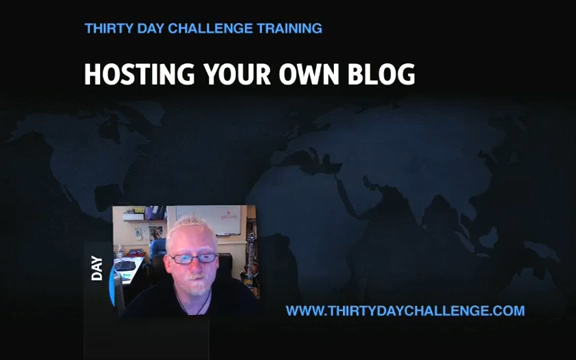 THIRTY DAY CHALLENGE TRAINING
HOSTING YOUR OWN BLOG
DAY
WWW.THIRTYDAYCHALLENGE.COM